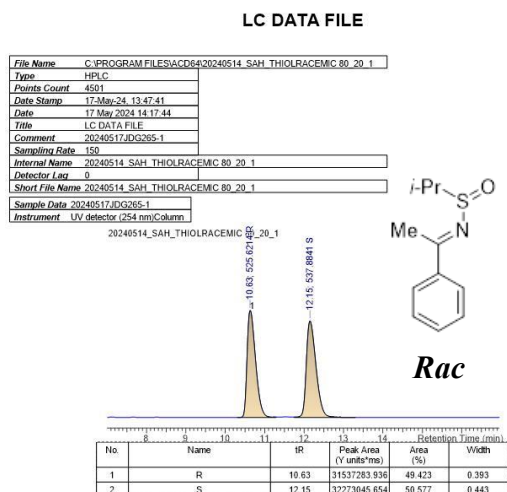 LC DATA FILE
File Name C:\PROGRAM FILES\ACD64\20240514_SAH_THIOLRACEMIC 80_20_1
Type HPLC
Points Count 4501
Date Stamp 17-May-24, 13:47:41
Date 17 May 2024 14:17:44
Title LC DATA FILE
Comment 20240517JDG265-1
Sampling Rate 150
Internal Name 20240514_SAH_THIOLRACEMIC 80_20_1
Detector Lag 0
Short File Name 20240514_SAH_THIOLRACEMIC 80_20_1
Sample Data 20240517JDG265-1
Instrument UV detector (254 nm)Column
20240514_SAH_THIOLRACEMIC 80_20_1
10.63; 525.6214 R
12.15; 537.8841 S
i-Pr S O
Me N
Rac
8 9 10 11 12 13 14 Retention Time (min)
No. Name tR Peak Area (Y units*ms) Area (%) Width
1 R 10.63 31537283.936 49.423 0.393
2 S 12.15 32273045.654 50.577 0.443